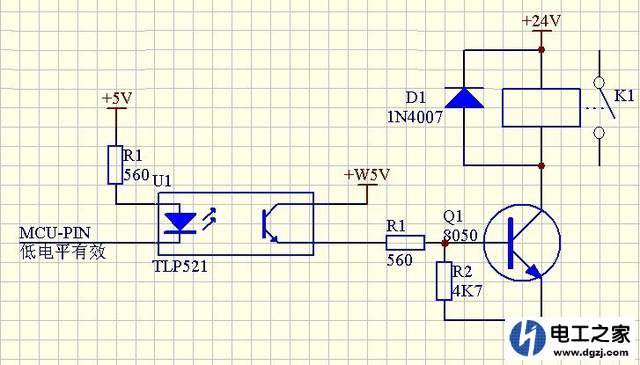 +24V
D1
1N4007
K1
+5V
R1
560
U1
+W5V
MCU-PIN
低电平有效
TLP521
R1
560
Q1
8050
R2
4K7
电工之家
www.dgzj.com